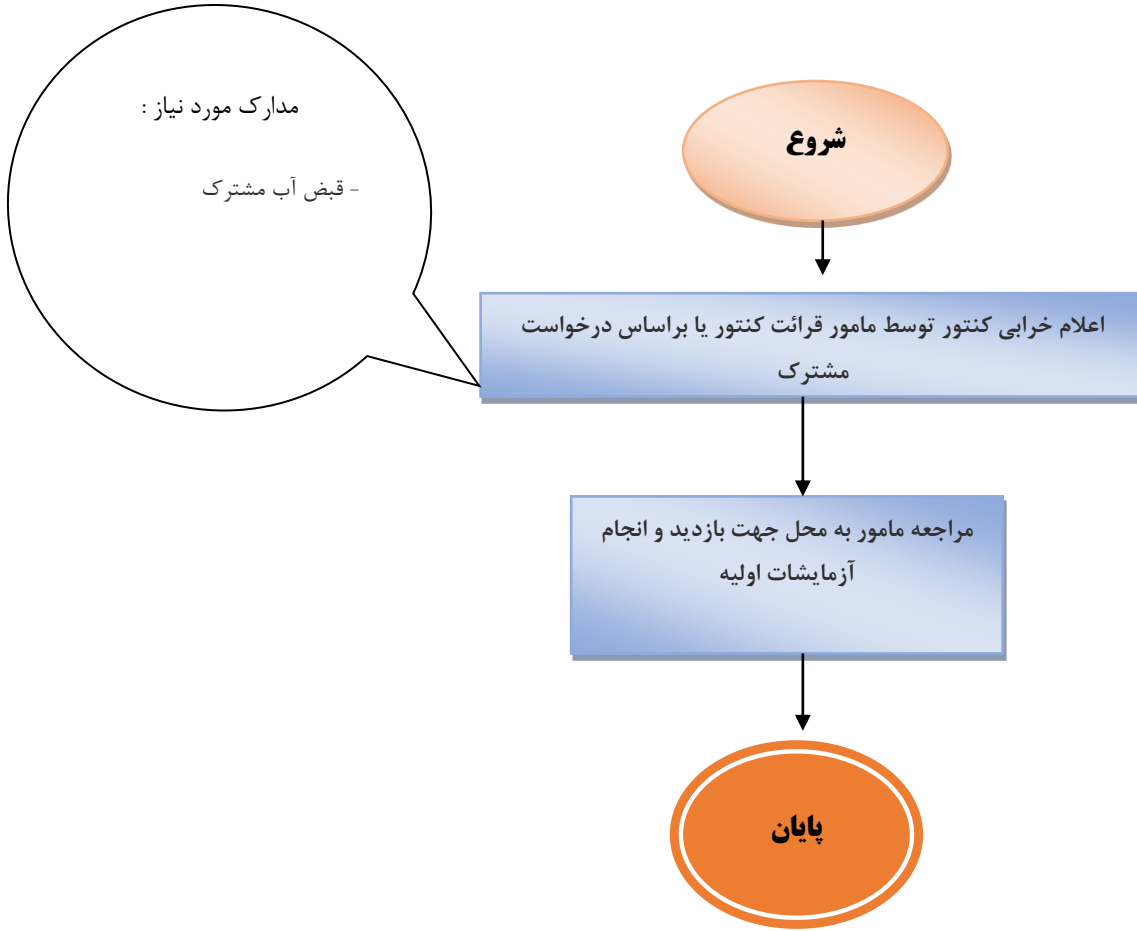 مدارک مورد نیاز :
- قبض آب مشترک
شروع
اعلام خرابی کنتور توسط مامور قرائت کنتور یا براساس درخواست
مشترک
مراجعه مامور به محل جهت بازدید و انجام
آزمایشات اولیه
پایان